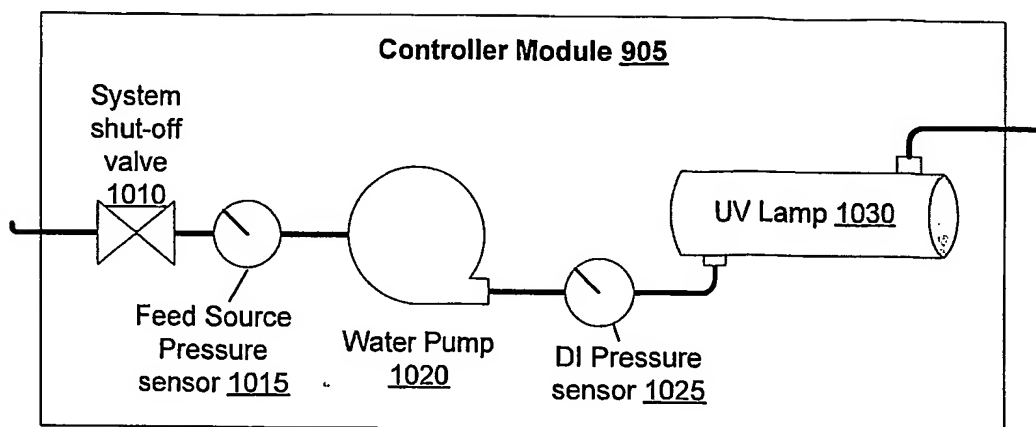 Controller Module 905
System
shut-off
valve
1010
Feed Source
Pressure
sensor 1015
Water Pump
1020
DI Pressure
sensor 1025
UV Lamp 1030